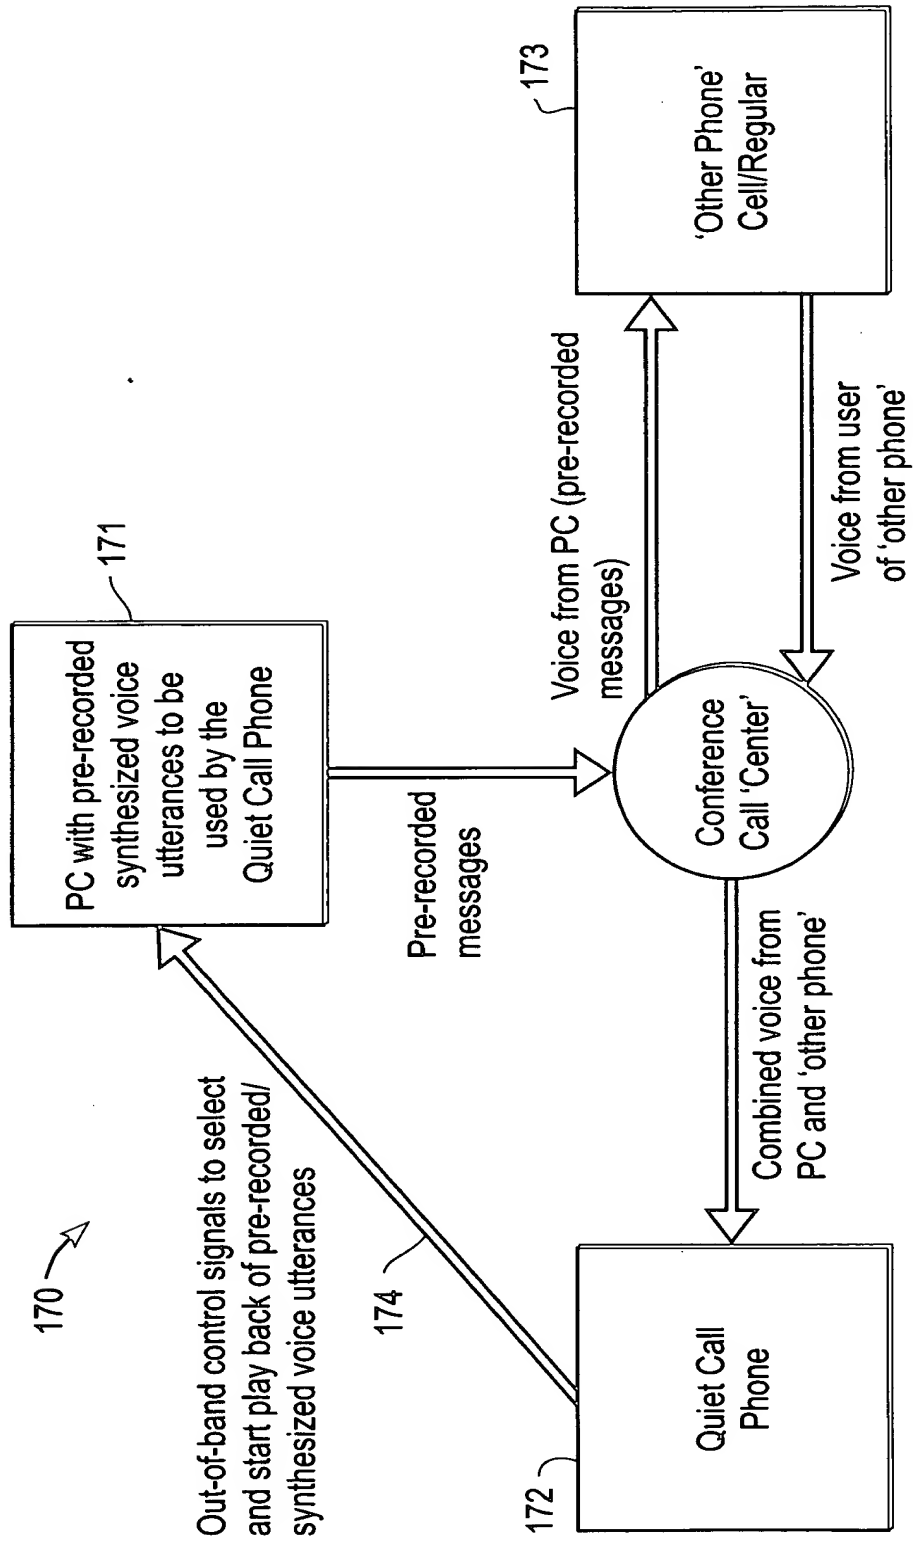 170
Out-of-band control signals to select
and start play back of pre-recorded/
synthesized voice utterances
174
PC with pre-recorded
synthesized voice
utterances to be
used by the
Quiet Call Phone
171
Pre-recorded
messages
172
Quiet Call
Phone
Combined voice from
PC and 'other phone'
Conference
Call 'Center'
Voice from PC (pre-recorded
messages)
Voice from user
of 'other phone'
173
'Other Phone'
Cell/Regular